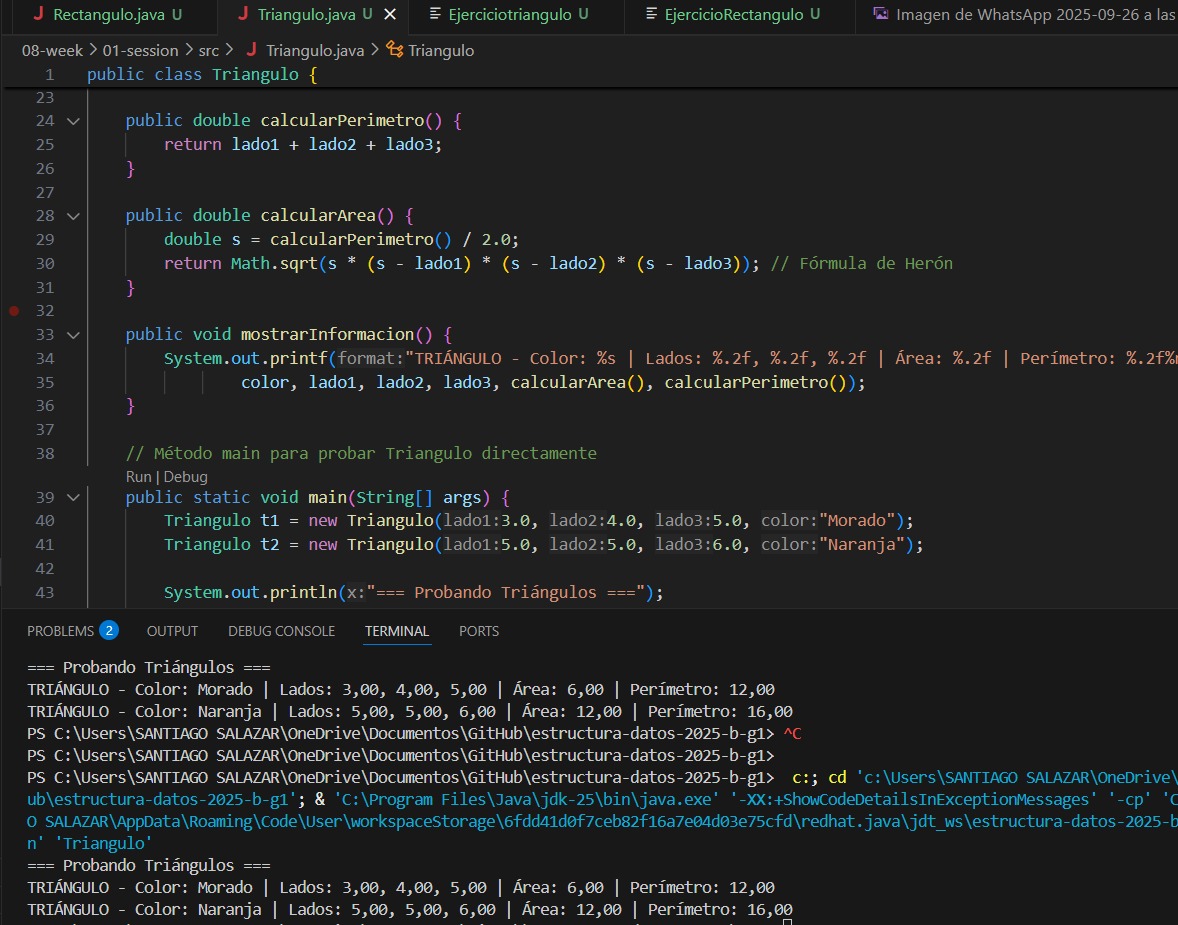 Rectangulo.java U Triangulo.java U Ejerciciotriangulo U EjercicioRectangulo U Imagen de WhatsApp 2025-09-26 a las
08-week > 01-session > src > Triangulo.java > Triangulo
1 public class Triangulo {
23
24 public double calcularPerimetro() {
25 return lado1 + lado2 + lado3;
26 }
27
28 public double calcularArea() {
29 double s = calcularPerimetro() / 2.0;
30 return Math.sqrt(s * (s - lado1) * (s - lado2) * (s - lado3)); // Fórmula de Herón
31 }
32
33 public void mostrarInformacion() {
34 System.out.printf(format:"TRIÁNGULO - Color: %s | Lados: %.2f, %.2f, %.2f | Área: %.2f | Perímetro: %.2f%n
35 color, lado1, lado2, lado3, calcularArea(), calcularPerimetro());
36 }
37
38 // Método main para probar Triangulo directamente
Run | Debug
39 public static void main(String[] args) {
40 Triangulo t1 = new Triangulo(lado1:3.0, lado2:4.0, lado3:5.0, color:"Morado");
41 Triangulo t2 = new Triangulo(lado1:5.0, lado2:5.0, lado3:6.0, color:"Naranja");
42
43 System.out.println(x:"=== Probando Triángulos ===");
PROBLEMS 2 OUTPUT DEBUG CONSOLE TERMINAL PORTS
=== Probando Triángulos ===
TRIÁNGULO - Color: Morado | Lados: 3,00, 4,00, 5,00 | Área: 6,00 | Perímetro: 12,00
TRIÁNGULO - Color: Naranja | Lados: 5,00, 5,00, 6,00 | Área: 12,00 | Perímetro: 16,00
PS C:\Users\SANTIAGO SALAZAR\OneDrive\Documentos\GitHub\estructura-datos-2025-b-g1> ^C
PS C:\Users\SANTIAGO SALAZAR\OneDrive\Documentos\GitHub\estructura-datos-2025-b-g1>
PS C:\Users\SANTIAGO SALAZAR\OneDrive\Documentos\GitHub\estructura-datos-2025-b-g1> c:; cd 'c:\Users\SANTIAGO SALAZAR\OneDrive\
ub\estructura-datos-2025-b-g1'; & 'C:\Program Files\Java\jdk-25\bin\java.exe' '-XX:+ShowCodeDetailsInExceptionMessages' '-cp' 'C
O SALAZAR\AppData\Roaming\Code\User\workspaceStorage\6fdd41d0f7ceb82f16a7e04d03e75cfd\redhat.java\jdt_ws\estructura-datos-2025-b
n' 'Triangulo'
=== Probando Triángulos ===
TRIÁNGULO - Color: Morado | Lados: 3,00, 4,00, 5,00 | Área: 6,00 | Perímetro: 12,00
TRIÁNGULO - Color: Naranja | Lados: 5,00, 5,00, 6,00 | Área: 12,00 | Perímetro: 16,00